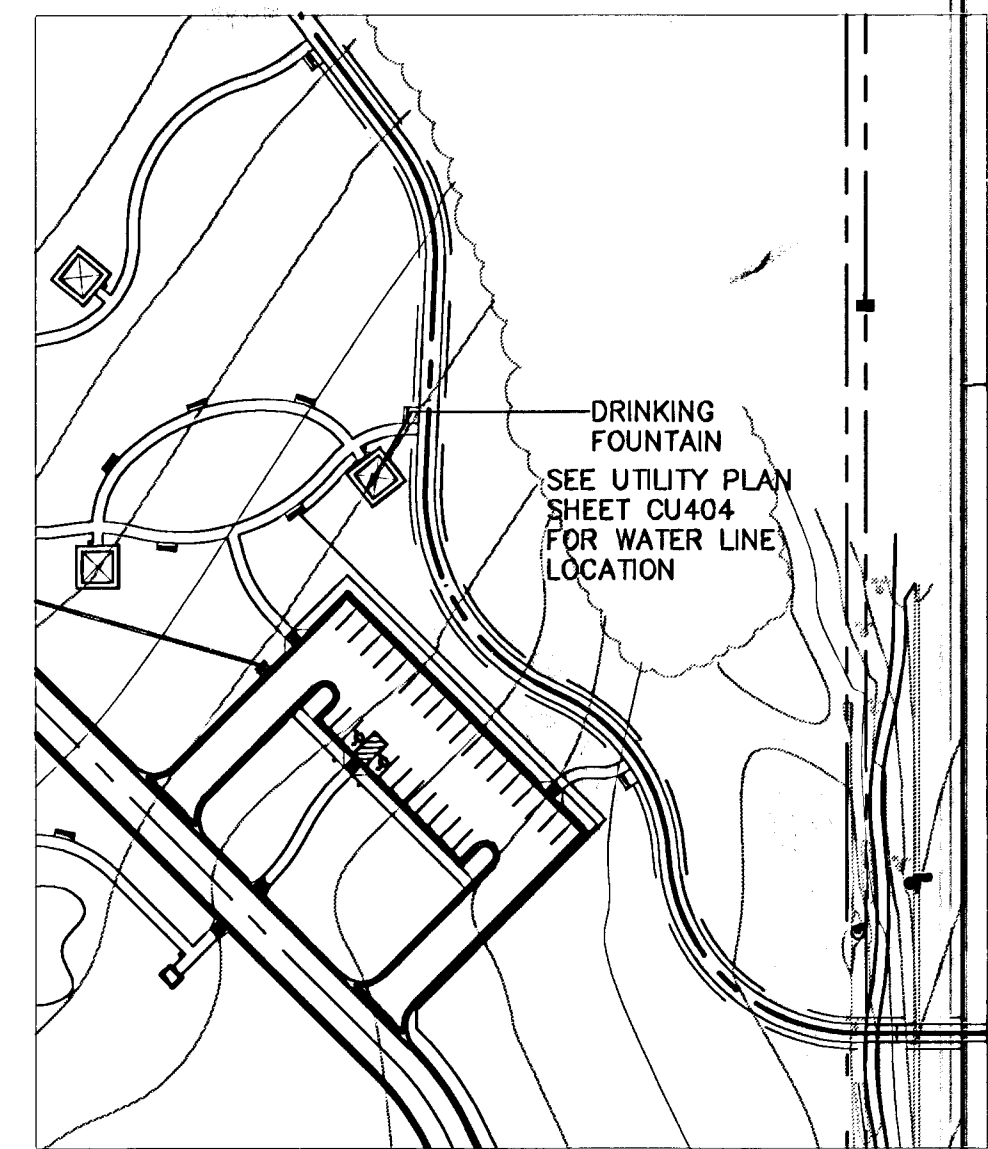 DRINKING
FOUNTAIN
SEE UTILITY PLAN
SHEET CU404
FOR WATER LINE
LOCATION